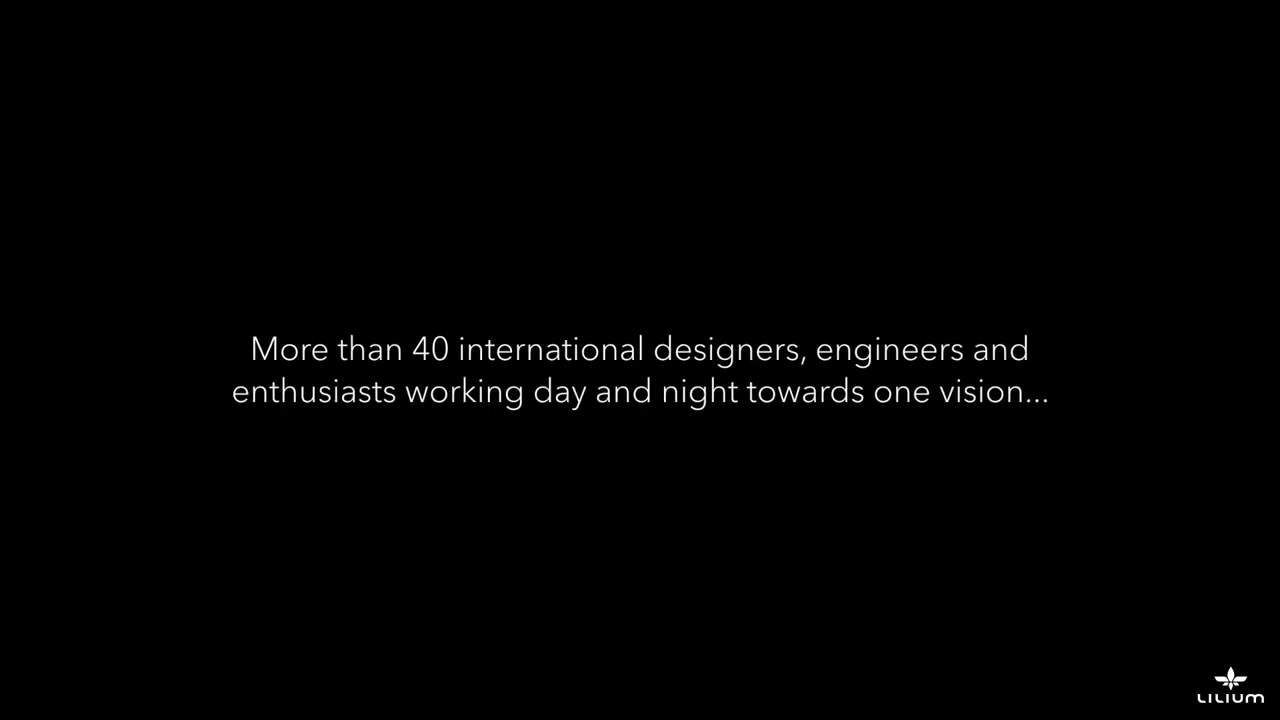 More than 40 international designers, engineers and
enthusiasts working day and night towards one vision...
LILIUM